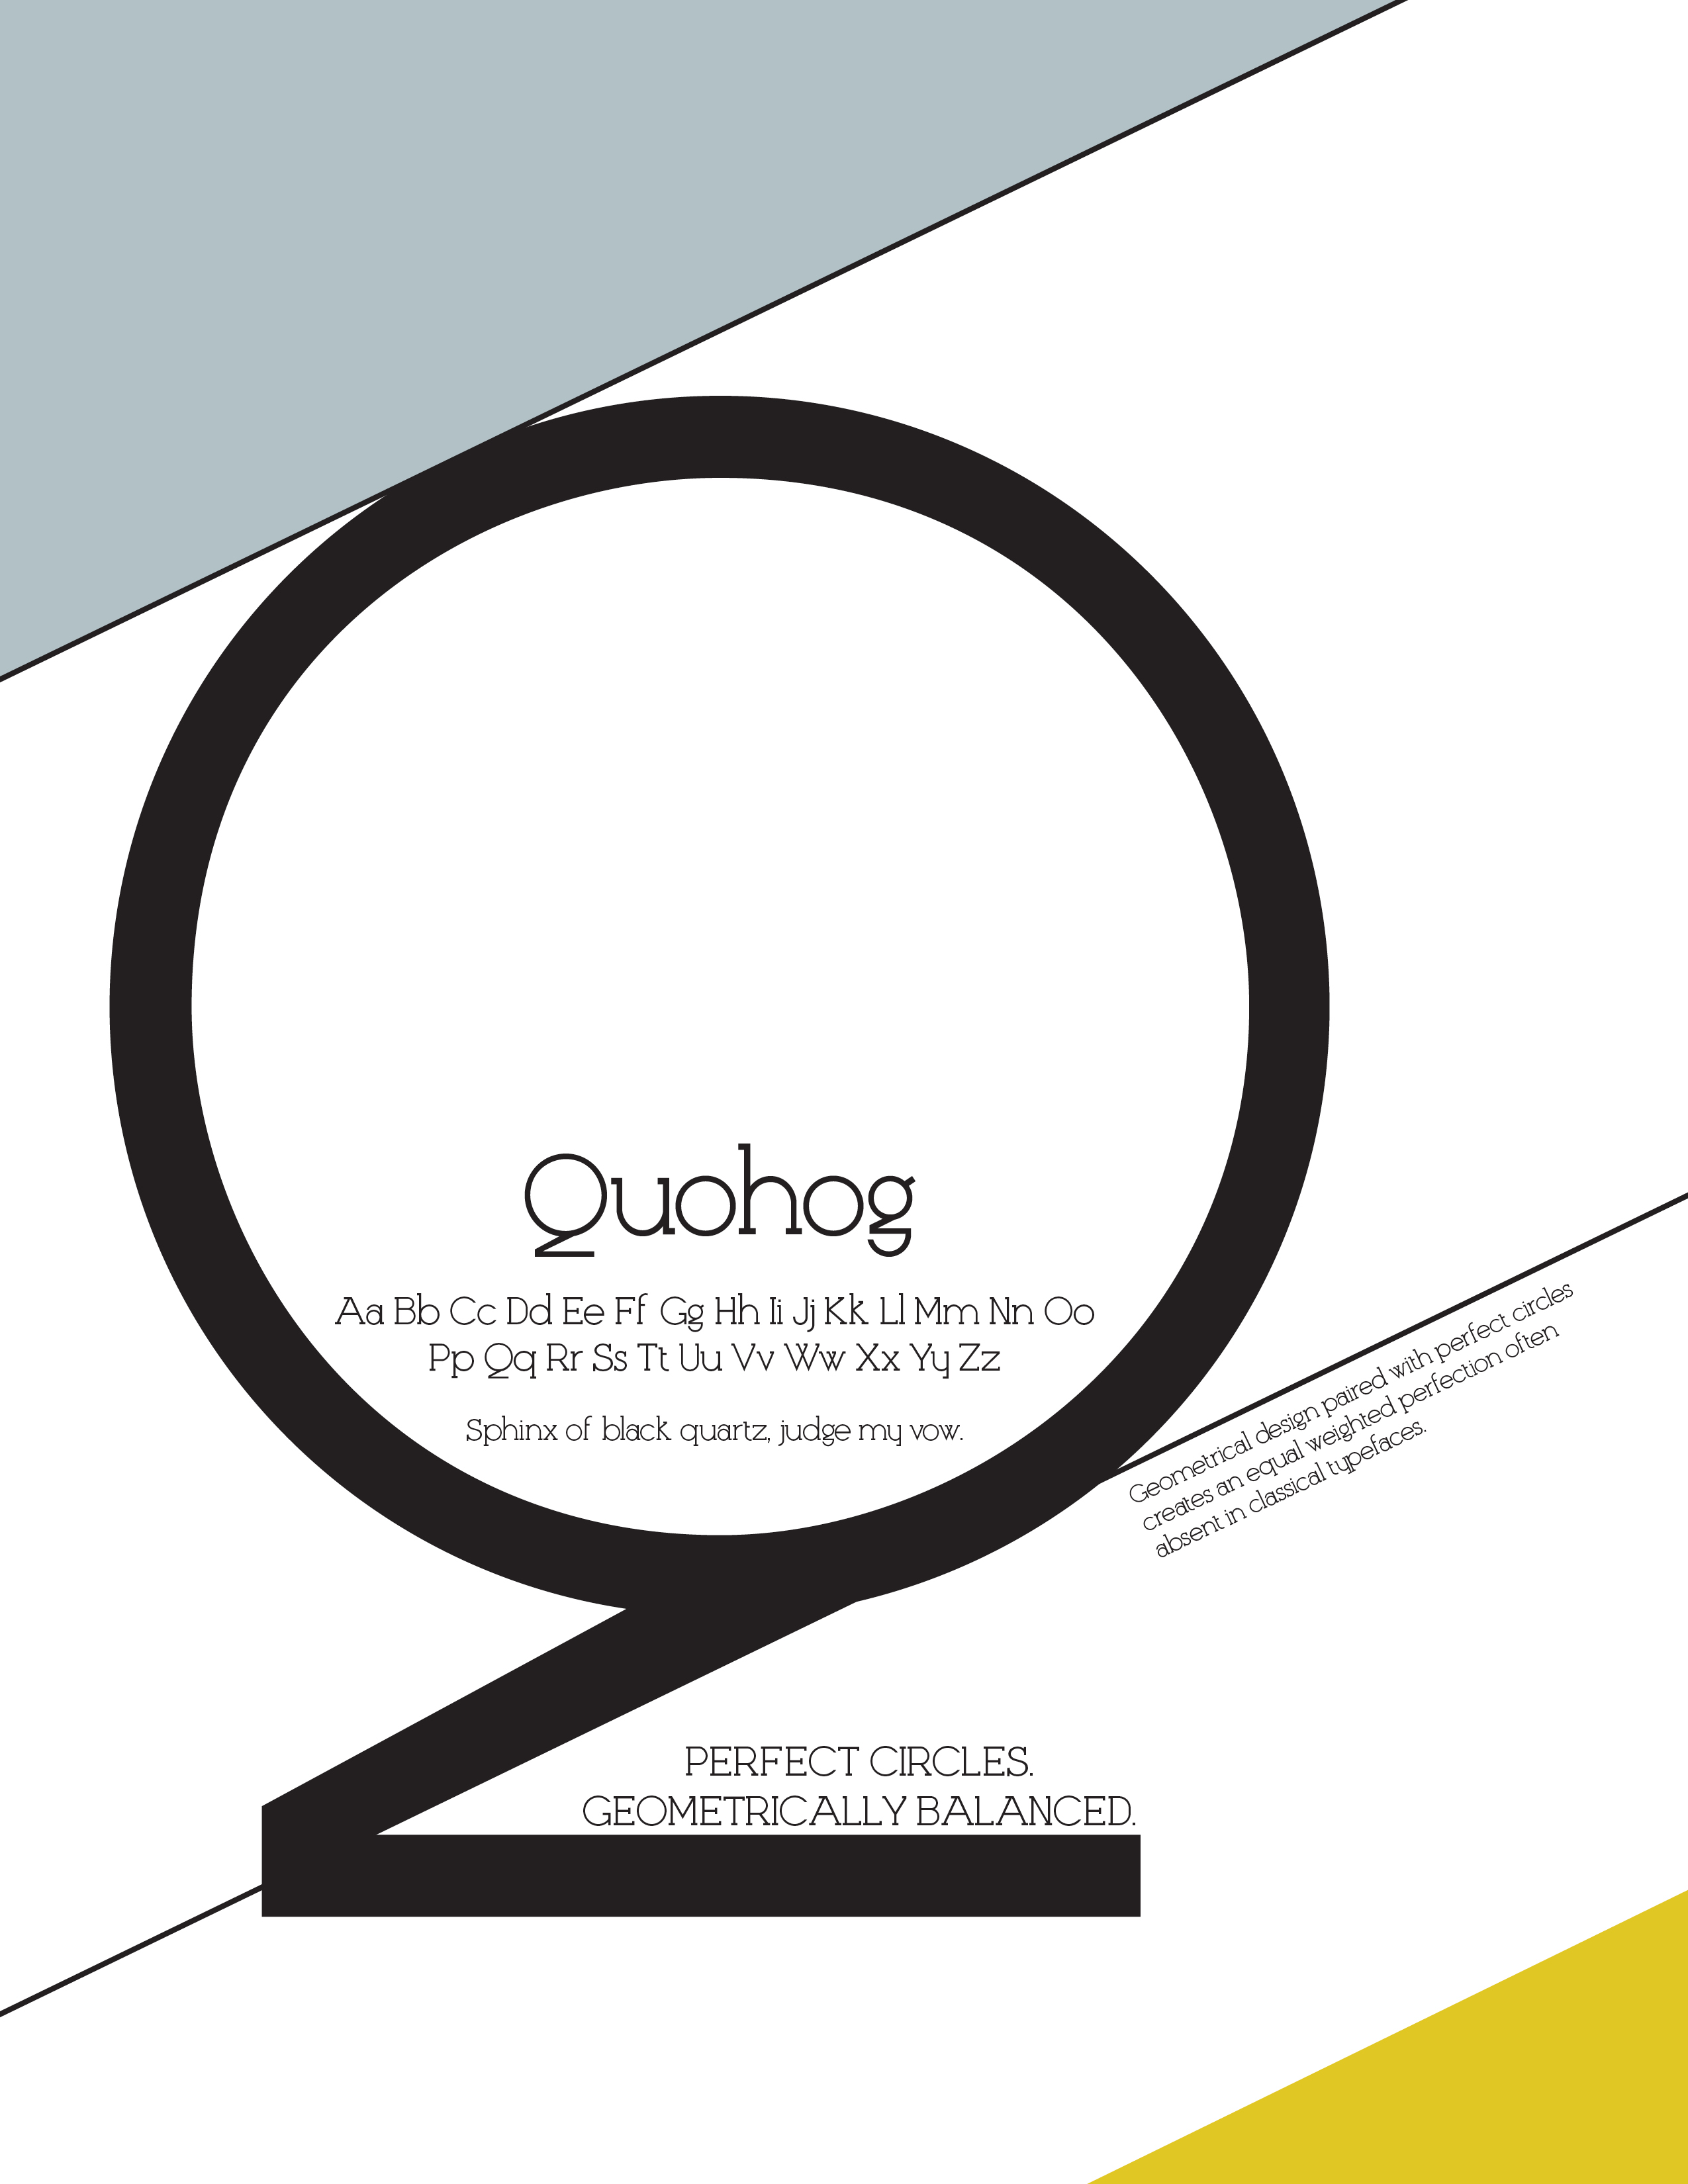 Q
Quohog
Aa Bb Cc Dd Ee Ff Gg Hh Ii Jj Kk Ll Mm Nn Oo
Pp Qq Rr Ss Tt Uu Vv Ww Xx Yy Zz
Sphinx of black quartz, judge my vow.
Geometrical design paired with perfect circles
creates an equal weighted perfection often
absent in classical typefaces.
PERFECT CIRCLES.
GEOMETRICALLY BALANCED.